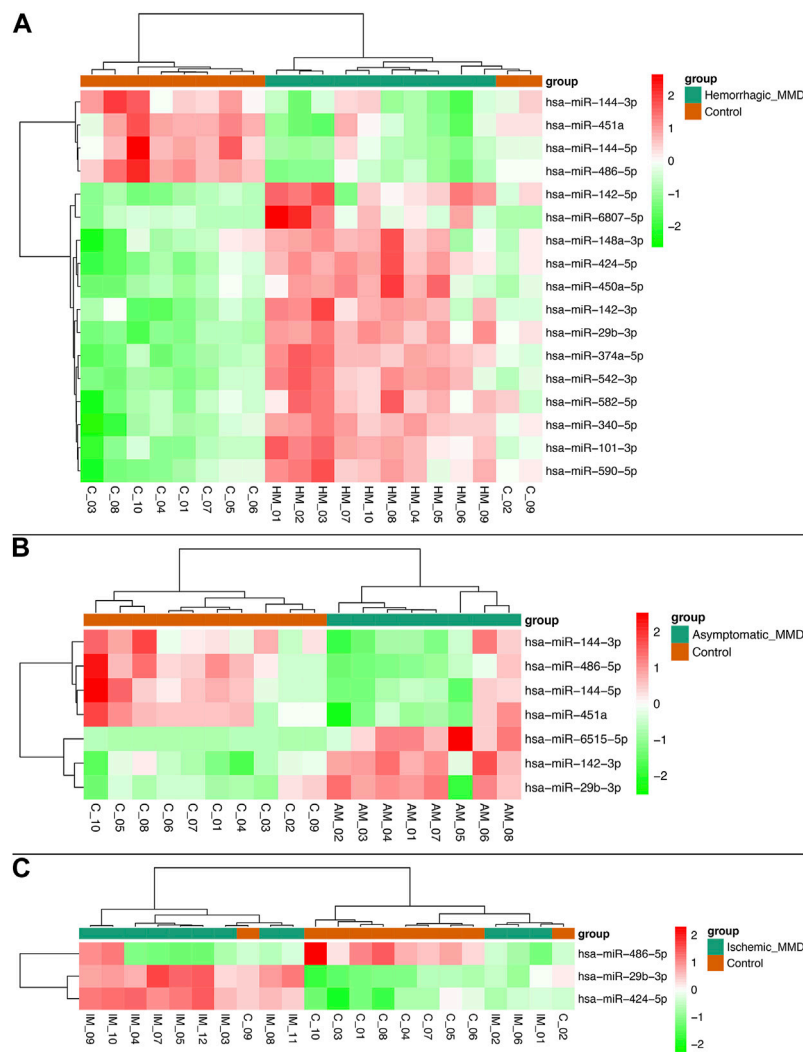 A
group
hsa-miR-144-3p
hsa-miR-451a
hsa-miR-144-5p
hsa-miR-486-5p
hsa-miR-142-5p
hsa-miR-6807-5p
hsa-miR-148a-3p
hsa-miR-424-5p
hsa-miR-450a-5p
hsa-miR-142-3p
hsa-miR-29b-3p
hsa-miR-374a-5p
hsa-miR-542-3p
hsa-miR-582-5p
hsa-miR-340-5p
hsa-miR-101-3p
hsa-miR-590-5p
2
1
0
−1
−2
group
Hemorrhagic_MMD
Control
C_03 C_08 C_10 C_04 C_01 C_07 C_05 C_06 HM_01 HM_02 HM_03 HM_07 HM_10 HM_08 HM_04 HM_05 HM_06 HM_09 C_02 C_09
B
group
hsa-miR-144-3p
hsa-miR-486-5p
hsa-miR-144-5p
hsa-miR-451a
hsa-miR-6515-5p
hsa-miR-142-3p
hsa-miR-29b-3p
2
1
0
−1
−2
group
Asymptomatic_MMD
Control
C_10 C_05 C_08 C_06 C_07 C_01 C_04 C_03 C_02 C_09 AM_02 AM_03 AM_04 AM_01 AM_07 AM_05 AM_06 AM_08
C
group
hsa-miR-486-5p
hsa-miR-29b-3p
hsa-miR-424-5p
2
1
0
−1
−2
group
Ischemic_MMD
Control
IM_09 IM_10 IM_04 IM_07 IM_05 IM_12 IM_03 C_09 IM_08 IM_11 C_10 C_03 C_01 C_08 C_04 C_07 C_05 C_06 IM_02 IM_06 IM_01 C_02